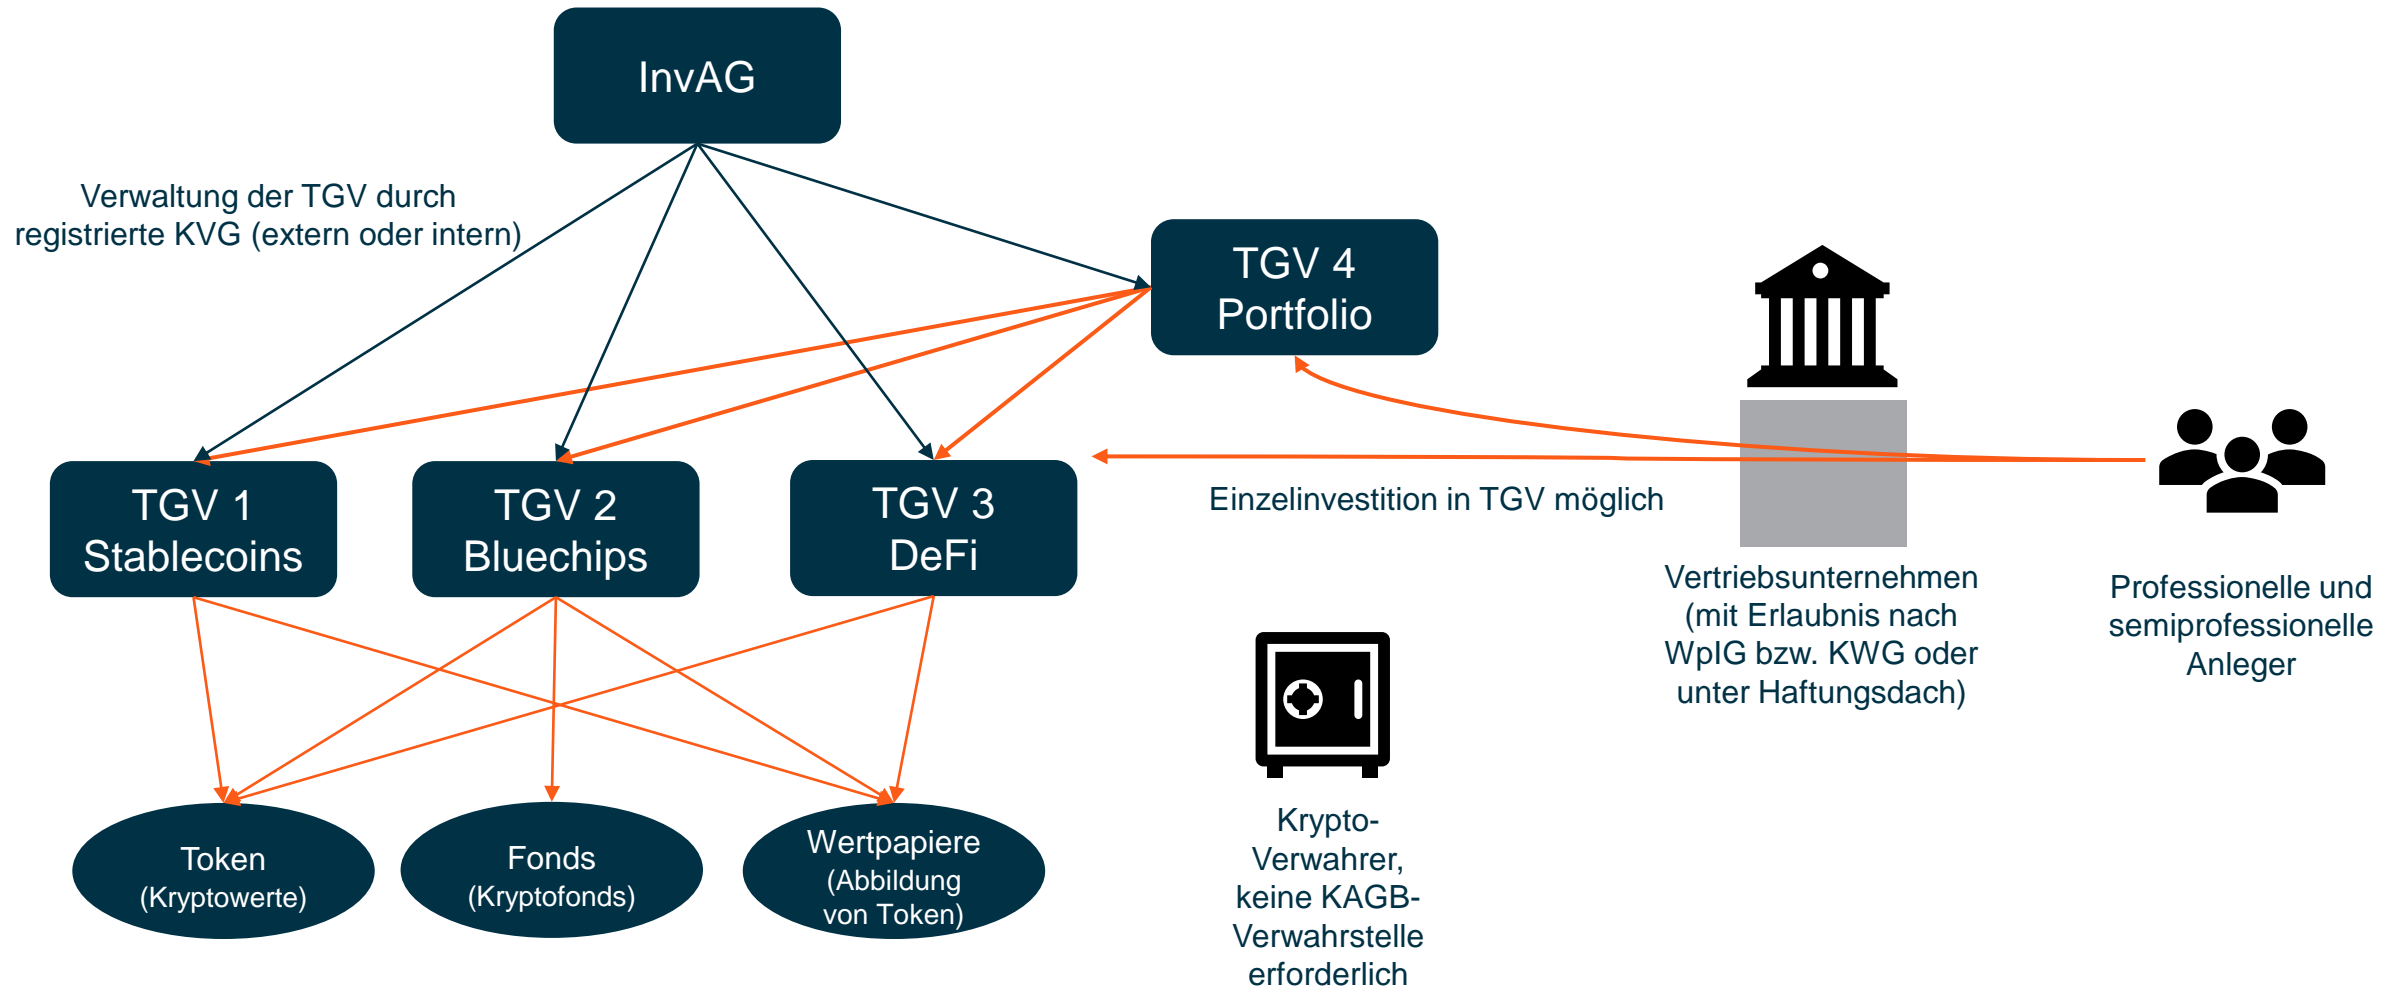 InvAG
Verwaltung der TGV durch
registrierte KVG (extern oder intern)
TGV 4
Portfolio
TGV 1
Stablecoins
TGV 2
Bluechips
TGV 3
DeFi
Einzelinvestition in TGV möglich
Vertriebsunternehmen
(mit Erlaubnis nach
WpIG bzw. KWG oder
unter Haftungsdach)
Professionelle und
semiprofessionelle
Anleger
Token
(Kryptowerte)
Fonds
(Kryptofonds)
Wertpapiere
(Abbildung
von Token)
Krypto-
Verwahrer,
keine KAGB-
Verwahrstelle
erforderlich